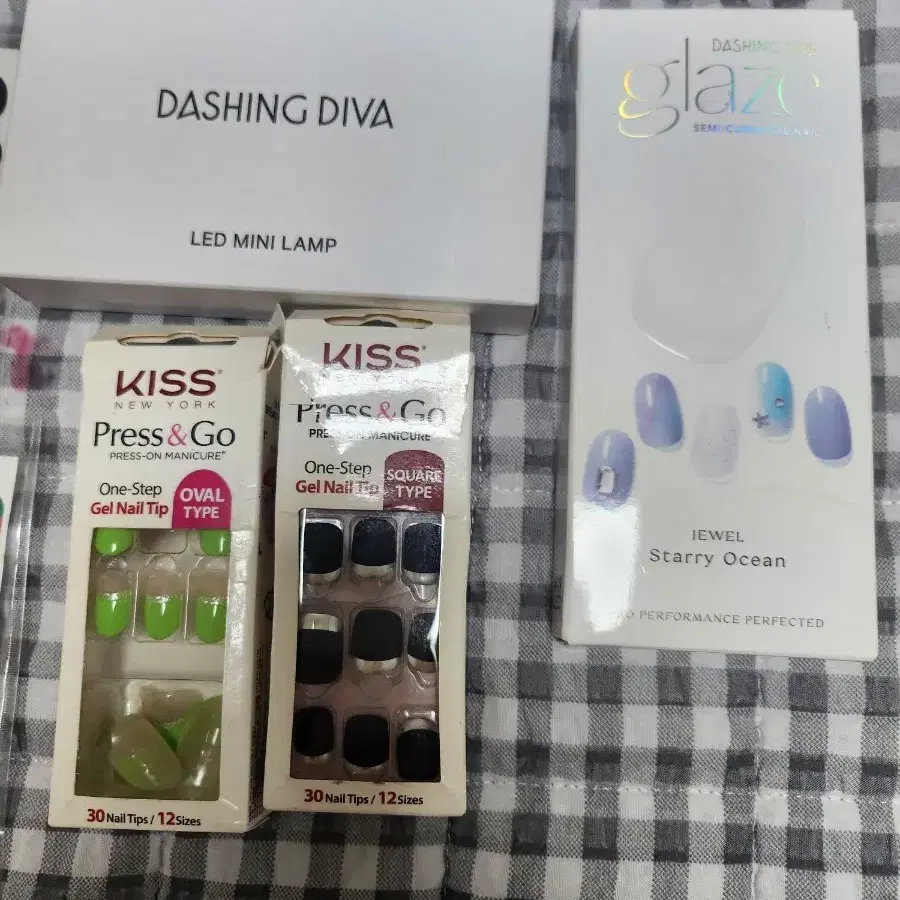 DASHING DIVA
LED MINI LAMP
DASHING DIVA
glaze
JEWEL
Starry Ocean
PERFORMANCE PERFECTED
KISS
NEW YORK
Press&Go
PRESS-ON MANICURE®
One-Step
Gel Nail Tip
OVAL
TYPE
30 Nail Tips / 12 Sizes
KISS®
NEW YORK
Press&Go
PRESS-ON MANICURE
One-Step
Gel Nail Tip
SQUARE
TYPE
30 Nail Tips / 12 Sizes